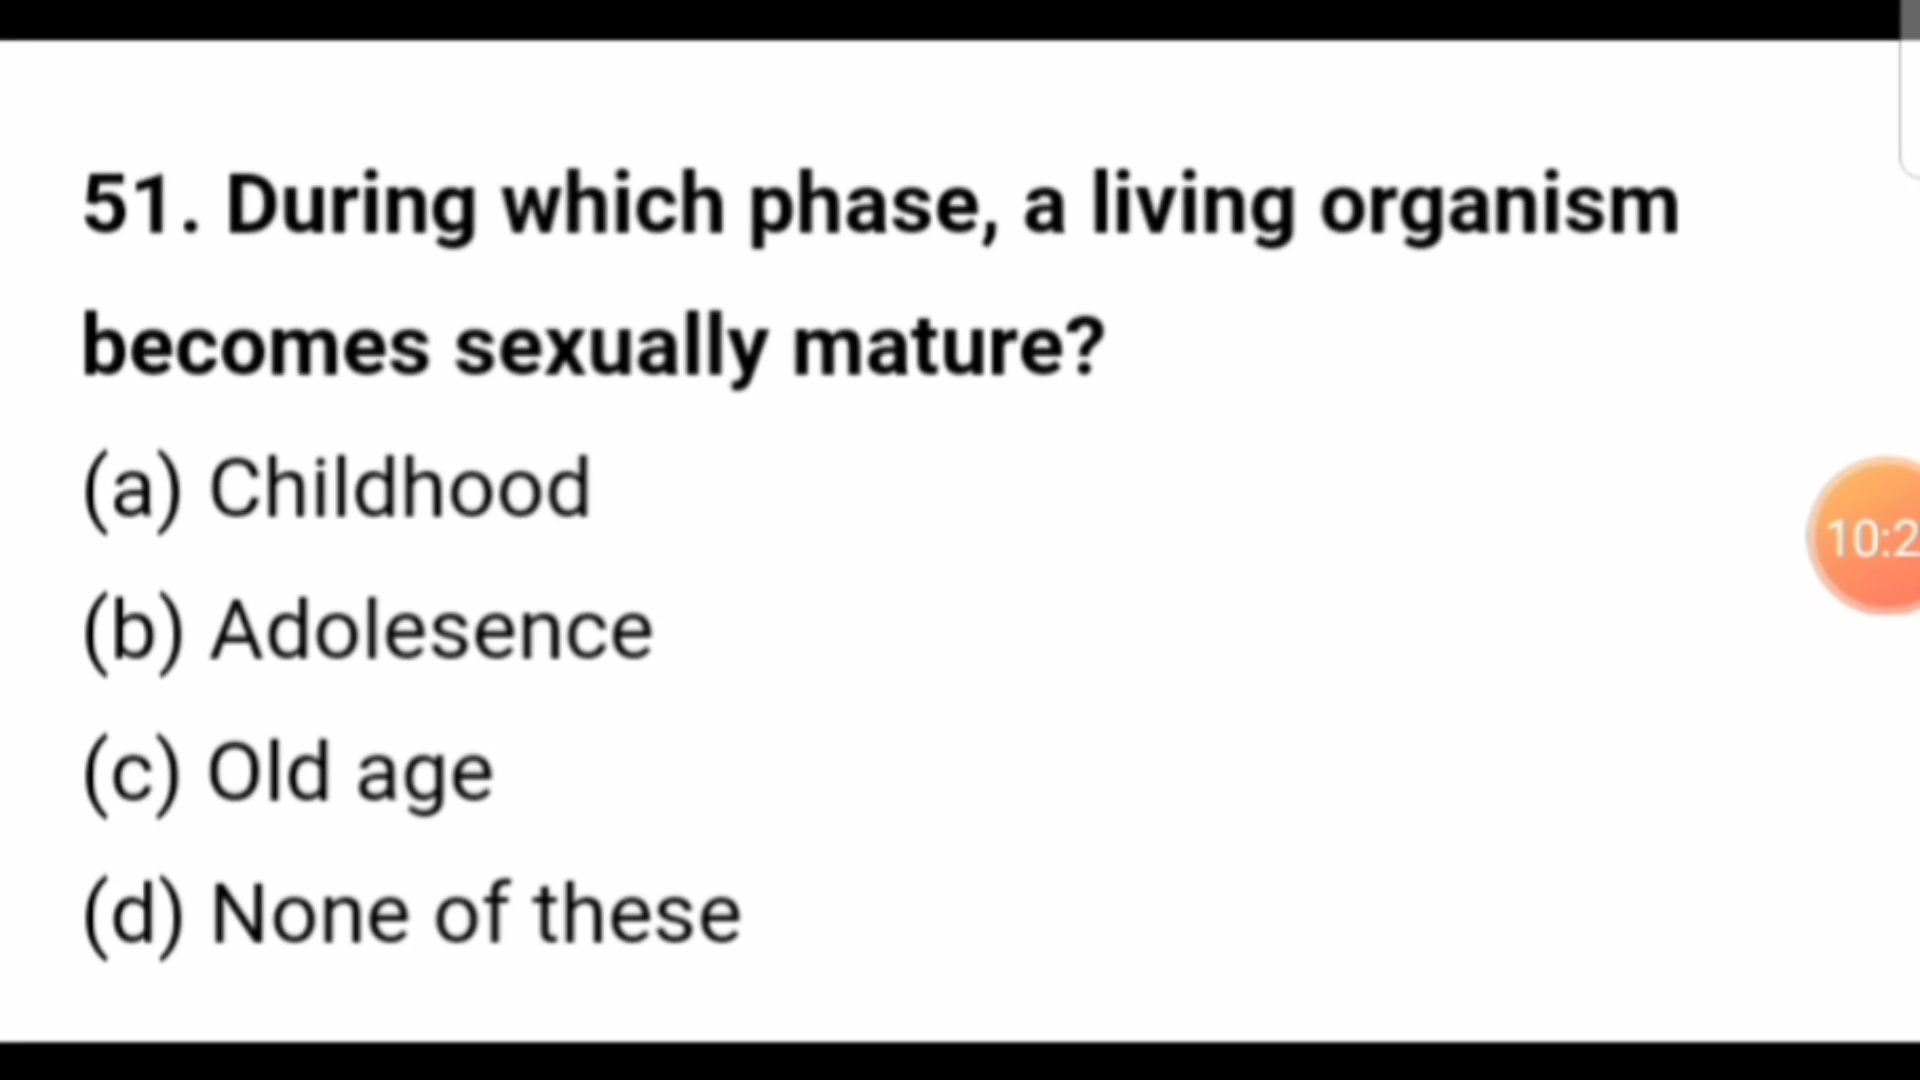 51. During which phase, a living organism
becomes sexually mature?
(a) Childhood
(b) Adolesence
(c) Old age
(d) None of these
10:2